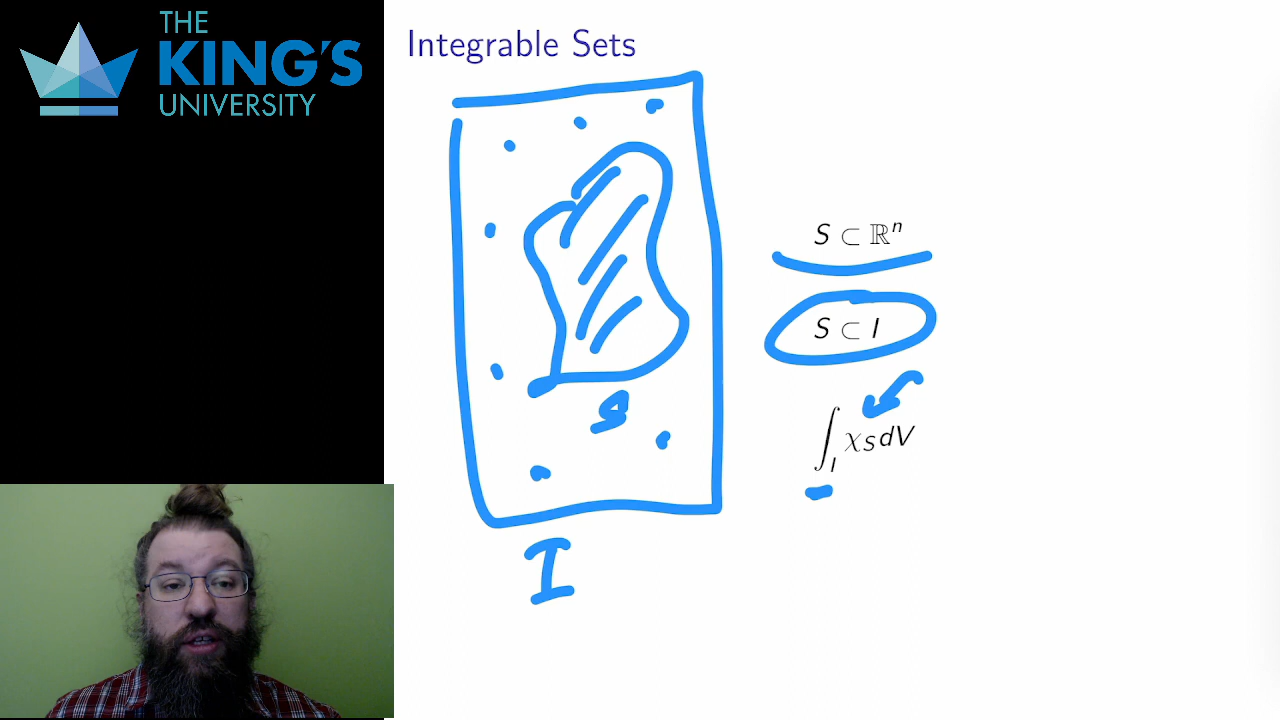 THE
KING'S
UNIVERSITY
Integrable Sets
S ⊂ ℝⁿ
S ⊂ I
∫_I χ_S dV
S
I